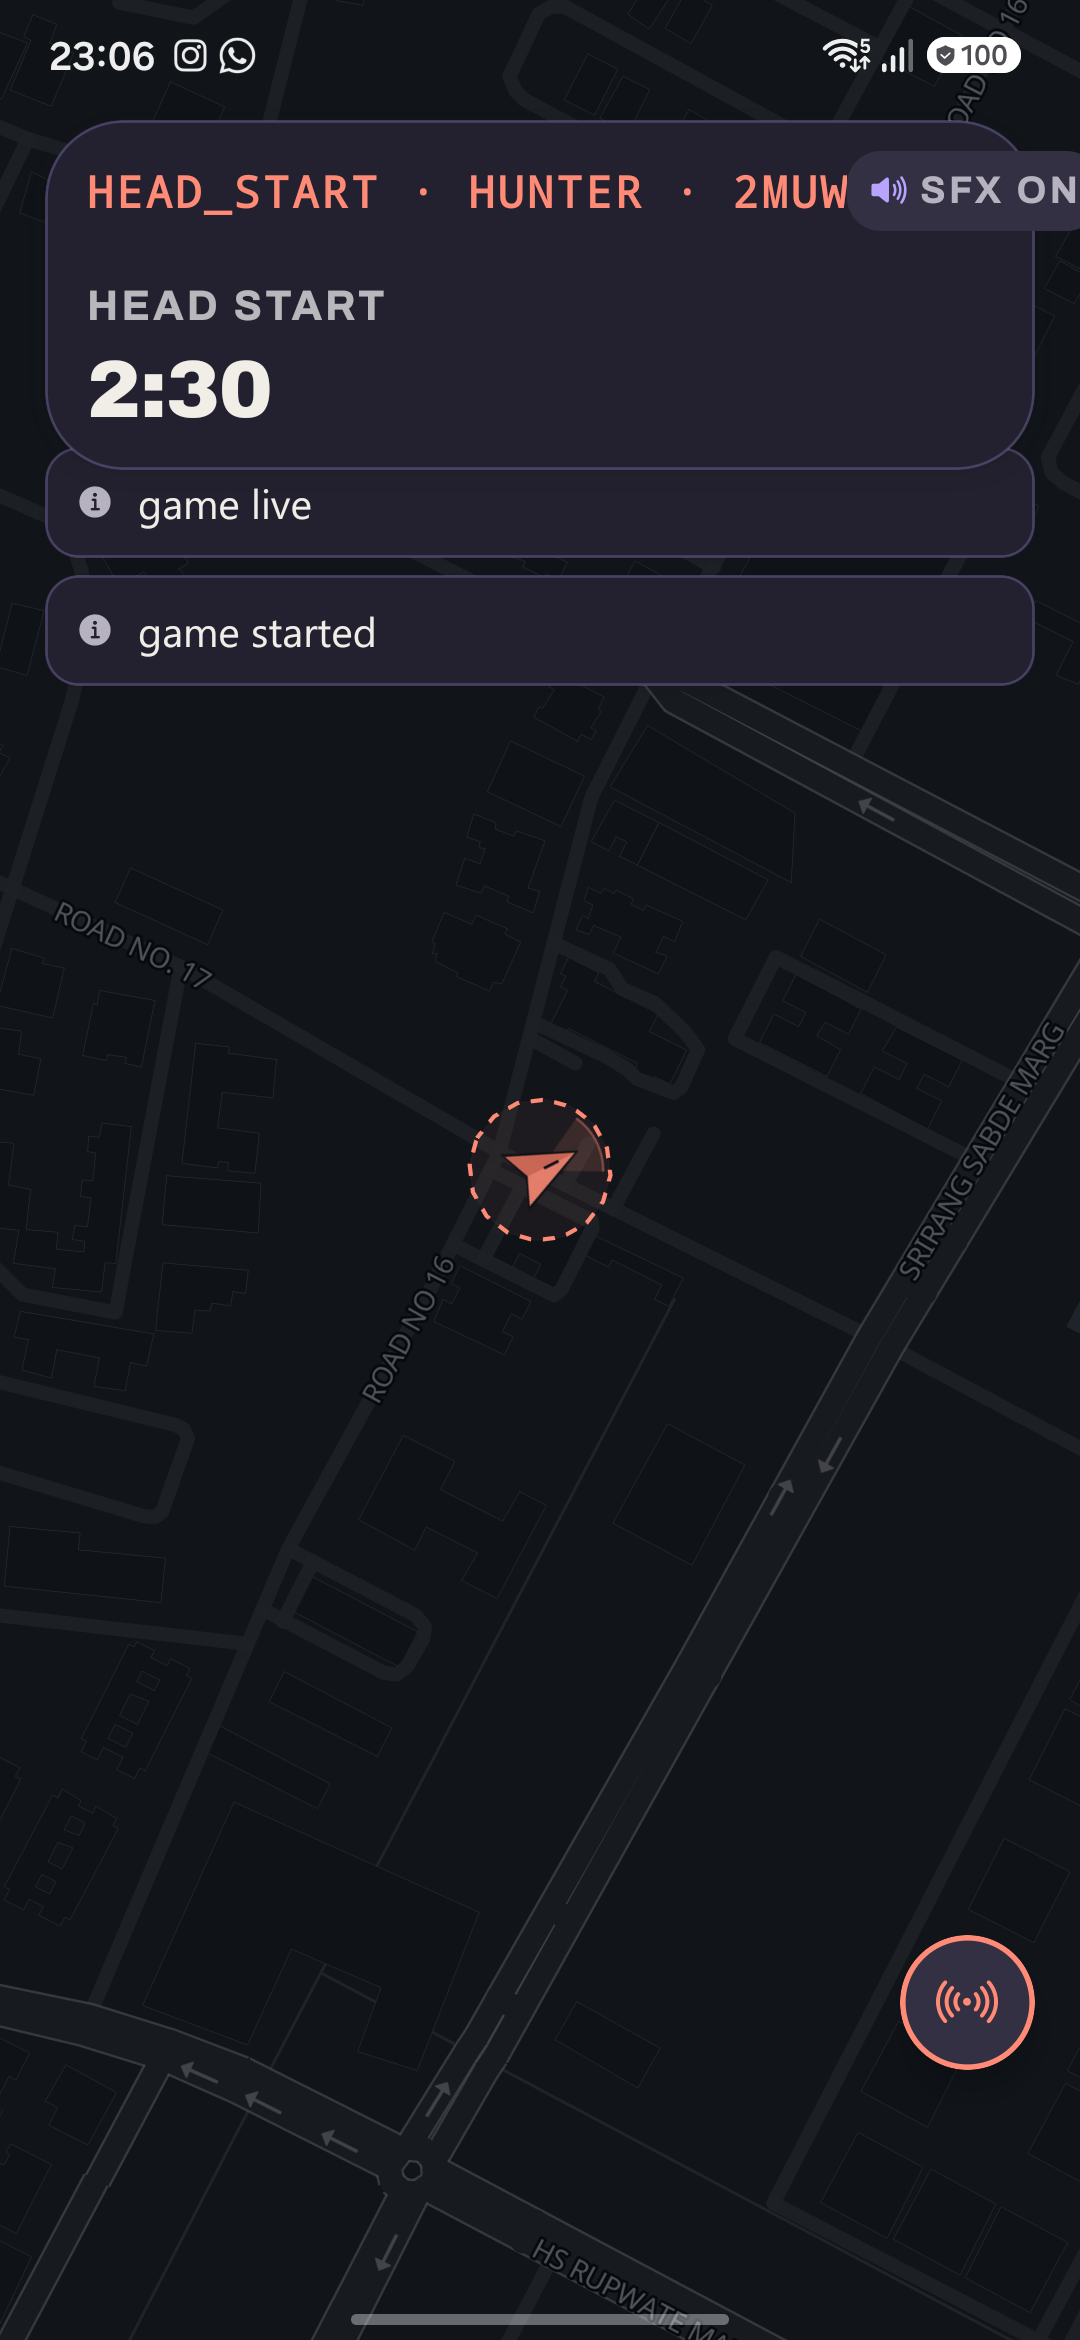 23:06
5
100
HEAD_START · HUNTER · 2MUW
SFX ON
HEAD START
2:30
game live
game started
ROAD NO. 17
SRIRANG SABDE MARG
ROAD NO 16
HS RUPWATE